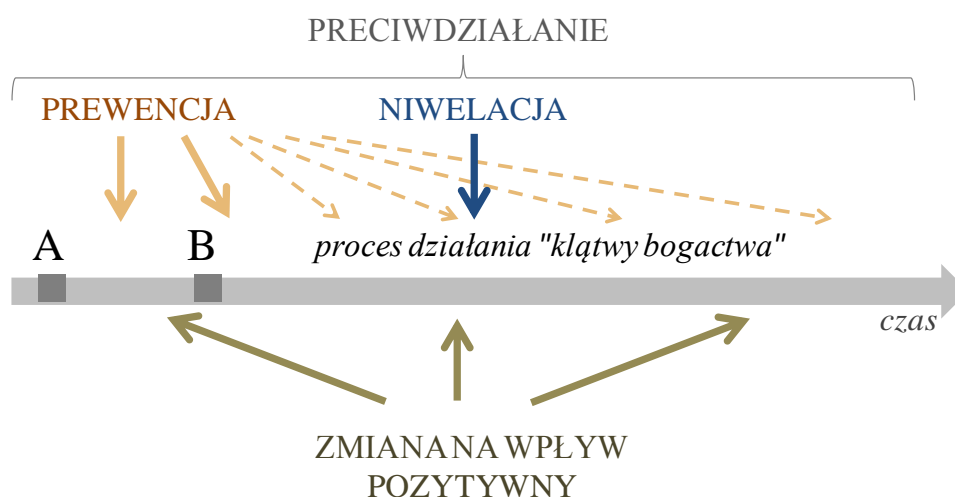 PRECIWDZIAŁANIE
PREWENCJA NIWELACJA
A B proces działania "klątwy bogactwa"
czas
ZMIANA NA WPŁYW
POZYTYWNY